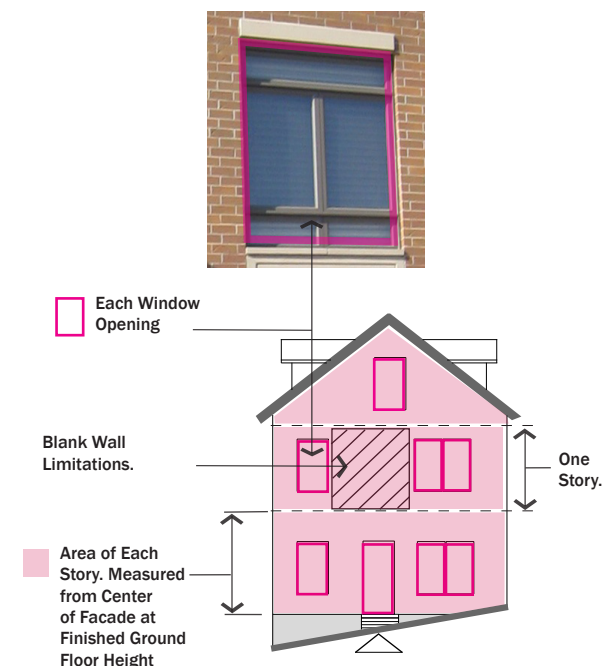 Each Window
Opening
Blank Wall
Limitations.
One
Story.
Area of Each
Story. Measured
from Center
of Facade at
Finished Ground
Floor Height